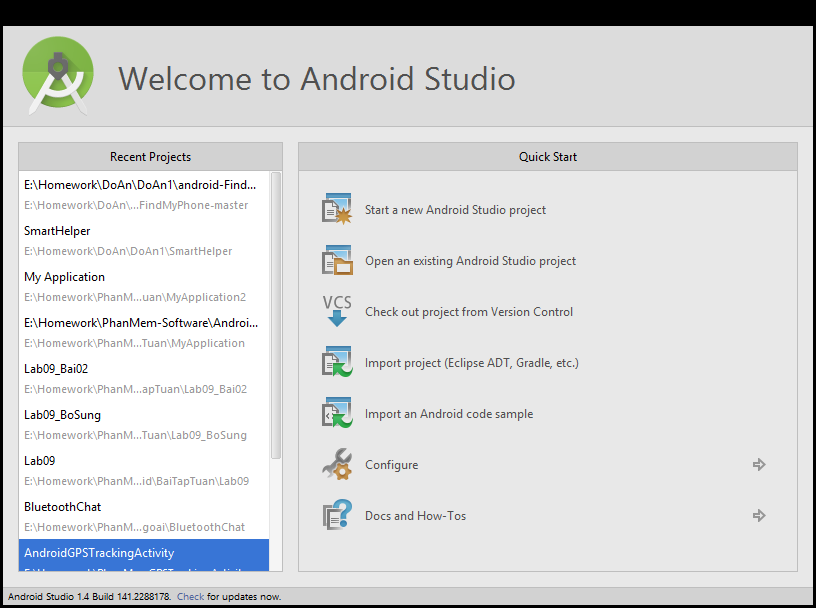 Welcome to Android Studio
Recent Projects
E:\Homework\DoAn\DoAn1\android-Find...
E:\Homework\DoAn\...FindMyPhone-master
SmartHelper
E:\Homework\DoAn\DoAn1\SmartHelper
My Application
E:\Homework\PhanM...uan\MyApplication2
E:\Homework\PhanMem-Software\Androi...
E:\Homework\PhanM...Tuan\MyApplication
Lab09_Bai02
E:\Homework\PhanM...apTuan\Lab09_Bai02
Lab09_BoSung
E:\Homework\PhanM...Tuan\Lab09_BoSung
Lab09
E:\Homework\PhanM...id\BaiTapTuan\Lab09
BluetoothChat
E:\Homework\PhanM...goai\BluetoothChat
AndroidGPSTrackingActivity
Quick Start
Start a new Android Studio project
Open an existing Android Studio project
VCS
Check out project from Version Control
Import project (Eclipse ADT, Gradle, etc.)
Import an Android code sample
Configure
Docs and How-Tos
Android Studio 1.4 Build 141.2288178. Check for updates now.